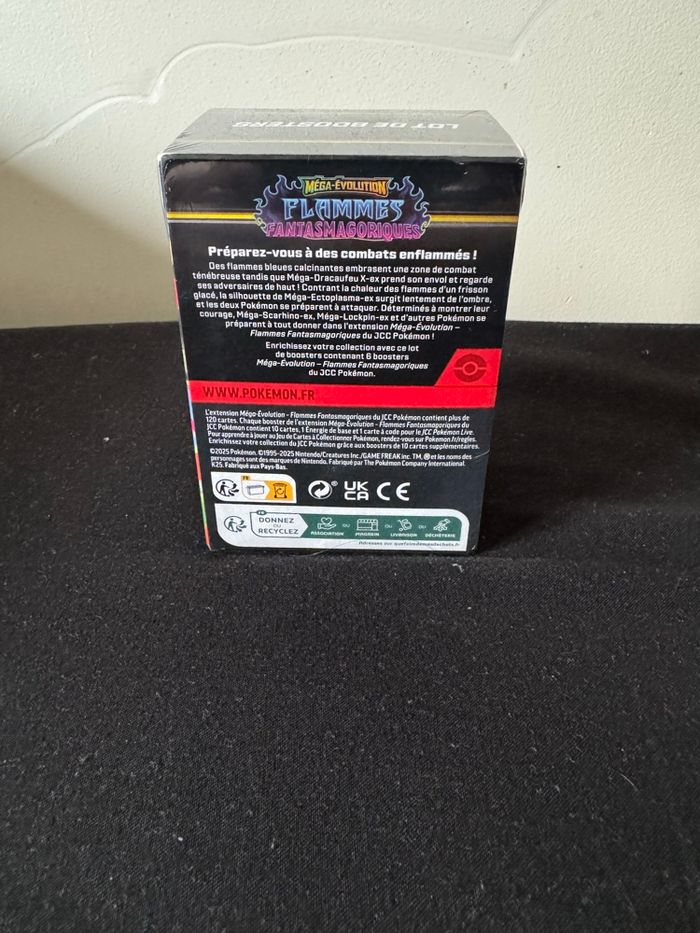 LOT DE BOOSTERS
MÉGA-ÉVOLUTION
FLAMMES
FANTASMAGORIQUES
Préparez-vous à des combats enflammés !
Des flammes bleues calcinantes embrasent une zone de combat
ténébreuse tandis que Méga-Dracaufeu X-ex prend son envol et regarde
ses adversaires de haut ! Contrant la chaleur des flammes d'un frisson
glacé, la silhouette de Méga-Ectoplasma-ex surgit lentement de l'ombre,
et les deux Pokémon se préparent à attaquer. Déterminés à montrer leur
courage, Méga-Scarhino-ex, Méga-Lockpin-ex et d'autres Pokémon se
préparent à tout donner dans l'extension Méga-Évolution –
Flammes Fantasmagoriques du JCC Pokémon !
Enrichissez votre collection avec ce lot
de boosters contenant 6 boosters
Méga-Évolution – Flammes Fantasmagoriques
du JCC Pokémon.
WWW.POKEMON.FR
L'extension Méga-Évolution – Flammes Fantasmagoriques du JCC Pokémon contient plus de
120 cartes. Chaque booster de l'extension Méga-Évolution – Flammes Fantasmagoriques du
JCC Pokémon contient 10 cartes, 1 Énergie de base et 1 carte à code pour le JCC Pokémon Live.
Pour apprendre à jouer au Jeu de Cartes à Collectionner Pokémon, rendez-vous sur Pokemon.fr/regles.
Enrichissez votre collection du JCC Pokémon grâce aux boosters de 10 cartes supplémentaires.
©2025 Pokémon. ©1995-2025 Nintendo/Creatures Inc./GAME FREAK inc. TM, ® et les noms des
personnages sont des marques de Nintendo. Fabriqué par The Pokémon Company International.
K25. Fabriqué aux Pays-Bas.
FR
UK
CA CE
FR
DONNEZ
OU
RECYCLEZ
ASSOCIATION OU MAGASIN OU LIVRAISON OU DÉCHÈTERIE
Adresses sur quefairedemesdechets.fr